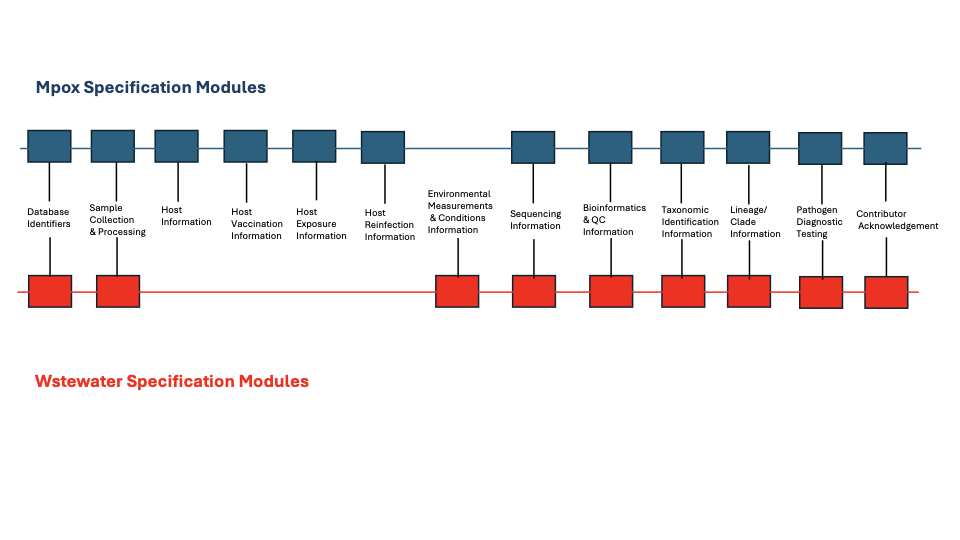 Mpox Specification Modules
Database
Identifiers
Sample
Collection
& Processing
Host
Information
Host
Vaccination
Information
Host
Exposure
Information
Host
Reinfection
Information
Environmental
Measurements
& Conditions
Information
Sequencing
Information
Bioinformatics
& QC
Information
Taxonomic
Identification
Information
Lineage/
Clade
Information
Pathogen
Diagnostic
Testing
Contributor
Acknowledgement
Wstewater Specification Modules